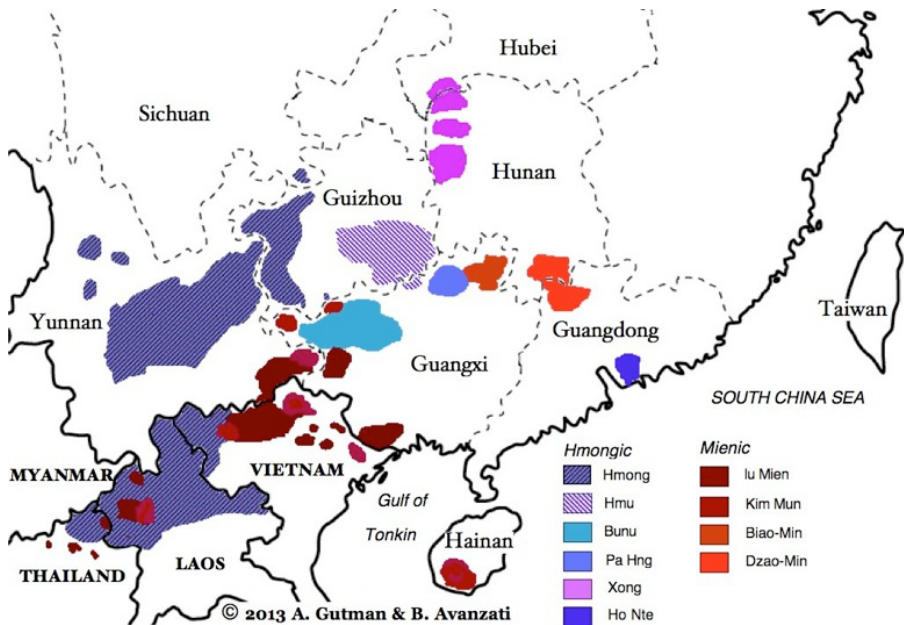 Hubei
Sichuan
Hunan
Guizhou
Yunnan
Guangdong
Taiwan
Guangxi
SOUTH CHINA SEA
MYANMAR
VIETNAM
Gulf of
Tonkin
Hainan
THAILAND
LAOS
Hmongic
Hmong
Hmu
Bunu
Pa Hng
Xong
Ho Nte
Mienic
Iu Mien
Kim Mun
Biao-Min
Dzao-Min
© 2013 A. Gutman & B. Avanzati